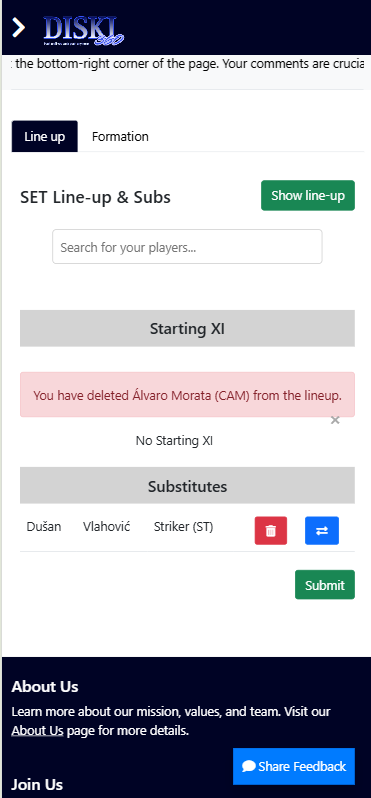 DISKI
: the bottom-right corner of the page. Your comments are crucia
Line up
Formation
SET Line-up & Subs
Show line-up
Search for your players...
Starting XI
You have deleted Álvaro Morata (CAM) from the lineup.
×
No Starting XI
Substitutes
Dušan Vlahović Striker (ST)
Submit
About Us
Learn more about our mission, values, and team. Visit our
About Us page for more details.
Share Feedback
Join Us